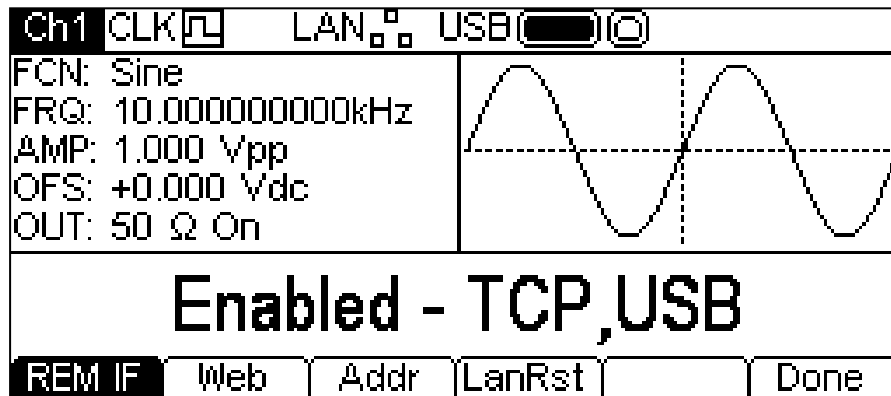 Ch1 CLK LAN USB
FCN: Sine
FRQ: 10.000000000kHz
AMP: 1.000 Vpp
OFS: +0.000 Vdc
OUT: 50 Ω On
Enabled - TCP,USB
REM IF Web Addr LanRst Done